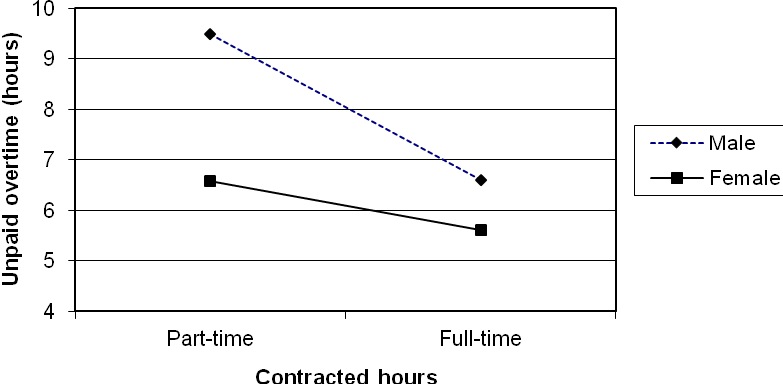 Unpaid overtime (hours)
10
9
8
7
6
5
4
Part-time
Full-time
Contracted hours
Male
Female